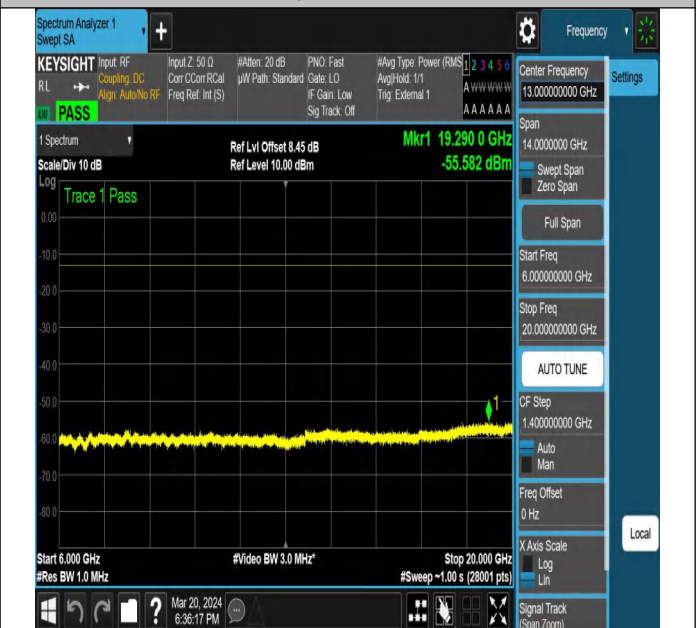 Spectrum Analyzer 1
Swept SA
+
Frequency
KEYSIGHT
RL
PASS
Input: RF
Coupling: DC
Align: Auto/No RF
Input Z: 50 Ω
Corr CCorr RCal
Freq Ref: Int (S)
#Atten: 20 dB
µW Path: Standard
PNO: Fast
Gate: LO
IF Gain: Low
Sig Track: Off
#Avg Type: Power (RMS
Avg|Hold: 1/1
Trig: External 1
1 2 3 4 5 6
A W W W W W
A A A A A A
1 Spectrum
Scale/Div 10 dB
Ref Lvl Offset 8.45 dB
Ref Level 10.00 dBm
Mkr1 19.290 0 GHz
-55.582 dBm
Log
Trace 1 Pass
0.00
-10.0
-20.0
-30.0
-40.0
-50.0
1
-60.0
-70.0
-80.0
Start 6.000 GHz
#Res BW 1.0 MHz
#Video BW 3.0 MHz*
Stop 20.000 GHz
#Sweep ~1.00 s (28001 pts)
?
Mar 20, 2024
6:36:17 PM
Center Frequency
13.000000000 GHz
Settings
Span
14.0000000 GHz
Swept Span
Zero Span
Full Span
Start Freq
6.000000000 GHz
Stop Freq
20.000000000 GHz
AUTO TUNE
CF Step
1.400000000 GHz
Auto
Man
Freq Offset
0 Hz
X Axis Scale
Log
Lin
Local
Signal Track
(Span Zoom)